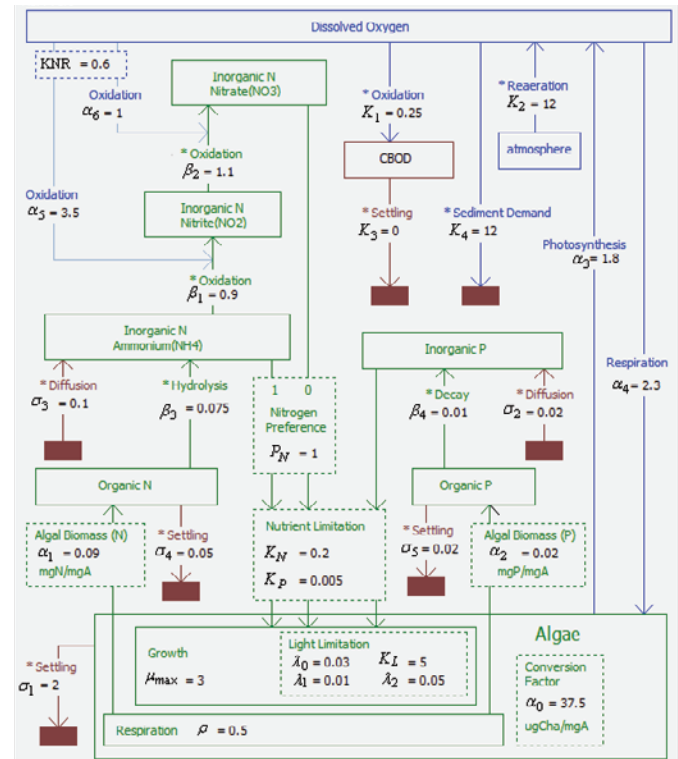 Dissolved Oxygen
KNR = 0.6
Oxidation
α6 = 1
Inorganic N
Nitrate(NO3)
* Oxidation
K1 = 0.25
* Reaeration
K2 = 12
CBOD
atmosphere
* Oxidation
β2 = 1.1
Oxidation
α5 = 3.5
Inorganic N
Nitrite(NO2)
* Settling
K3 = 0
* Sediment Demand
K4 = 12
Photosynthesis
α3 = 1.8
* Oxidation
β1 = 0.9
Inorganic N
Ammonium(NH4)
Inorganic P
Respiration
α4 = 2.3
* Diffusion
σ3 = 0.1
* Hydrolysis
β3 = 0.075
1 0
Nitrogen
Preference
PN = 1
* Decay
β4 = 0.01
* Diffusion
σ2 = 0.02
Organic N
Organic P
Algal Biomass (N)
α1 = 0.09
mgN/mgA
* Settling
σ4 = 0.05
Nutrient Limitation
KN = 0.2
KP = 0.005
* Settling
σ5 = 0.02
Algal Biomass (P)
α2 = 0.02
mgP/mgA
Algae
* Settling
σ1 = 2
Growth
μmax = 3
Light Limitation
λ0 = 0.03 KL = 5
λ1 = 0.01 λ2 = 0.05
Conversion
Factor
α0 = 37.5
ugCha/mgA
Respiration ρ = 0.5